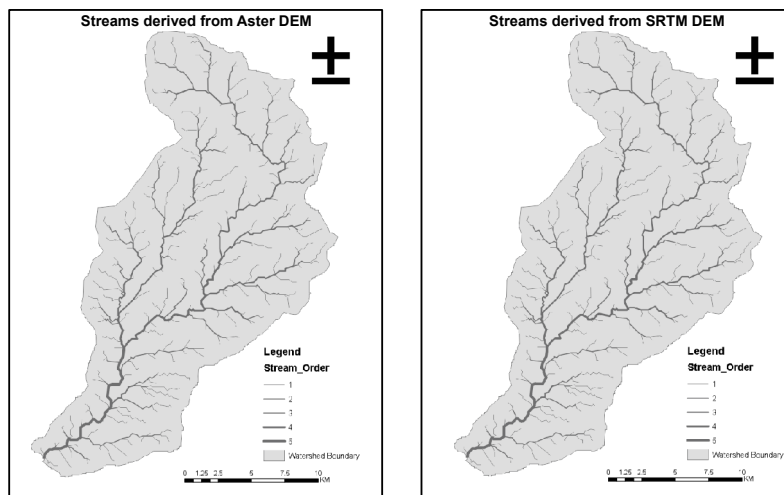 Streams derived from Aster DEM
Legend
Stream_Order
1
2
3
4
5
Watershed Boundary
0 1.25 2.5 5 7.5 10
KM
Streams derived from SRTM DEM
Legend
Stream_Order
1
2
3
4
5
Watershed Boundary
0 1.25 2.5 5 7.5 10
KM